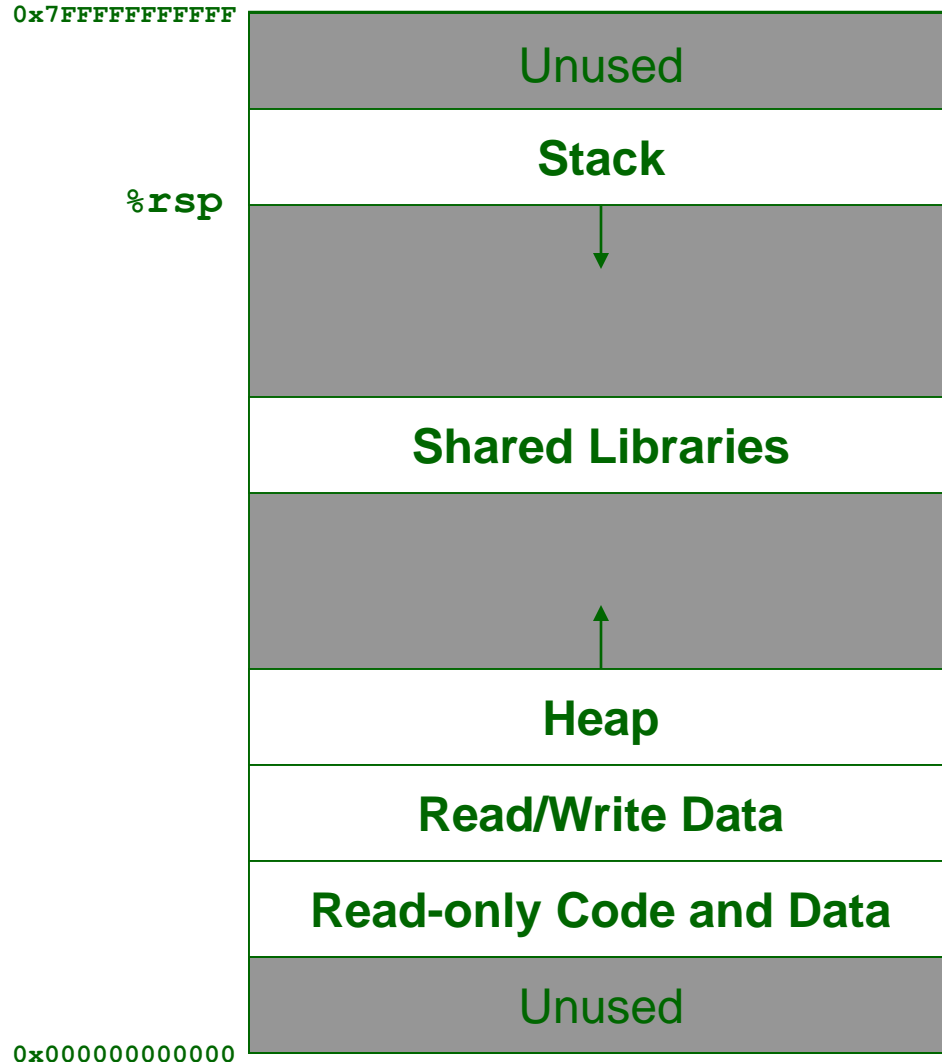 0x7FFFFFFFFFFF
Unused
Stack
%rsp
Shared Libraries
Heap
Read/Write Data
Read-only Code and Data
Unused
0x000000000000